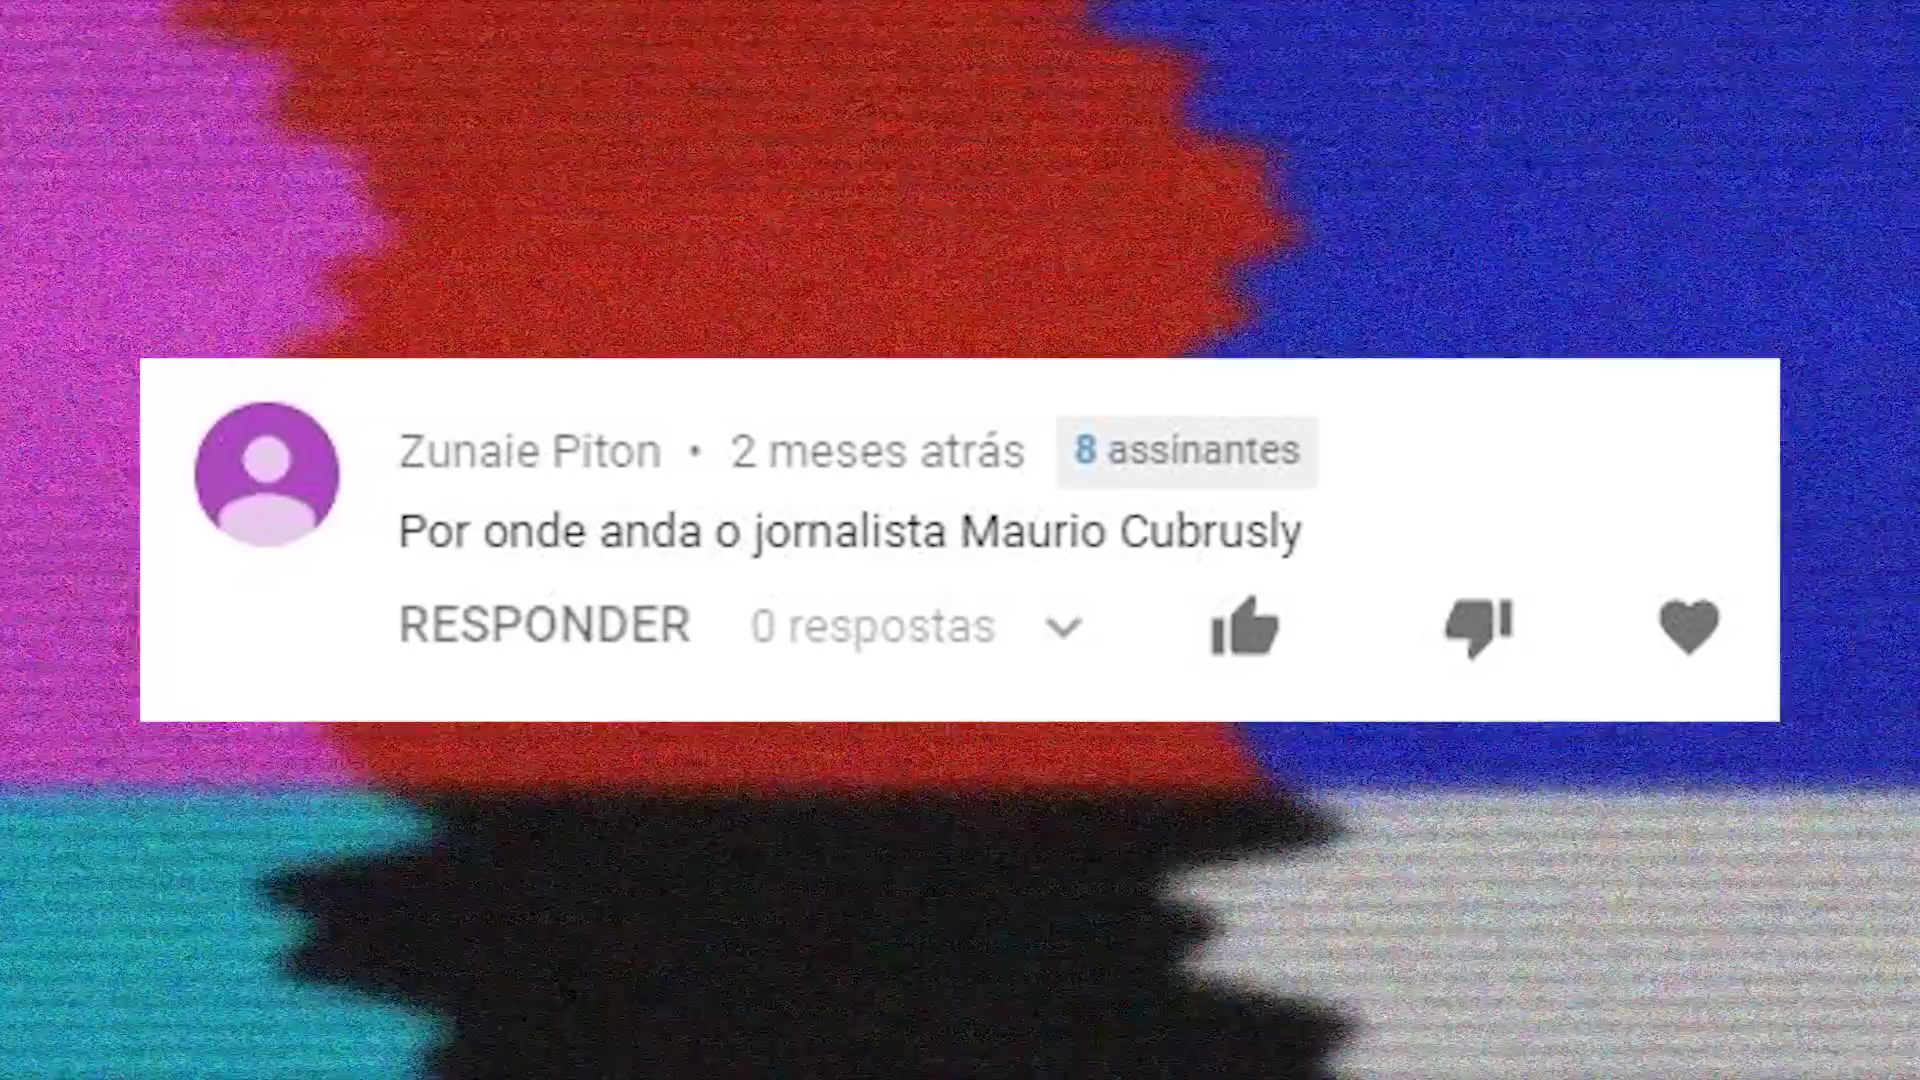 Zunaie Piton • 2 meses atrás 8 assinantes
Por onde anda o jornalista Maurio Cubrusly
RESPONDER 0 respostas